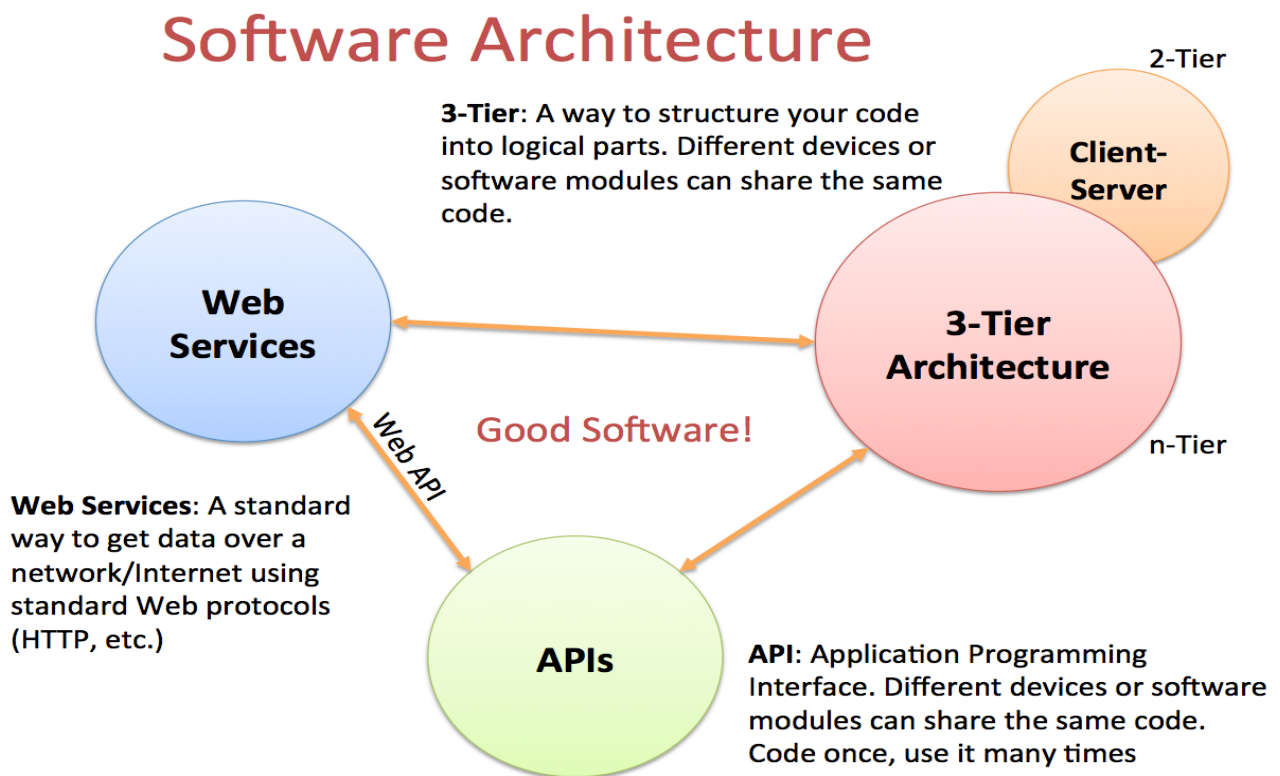 Software Architecture
2-Tier
3-Tier: A way to structure your code
into logical parts. Different devices or
software modules can share the same
code.
Client-
Server
Web
Services
3-Tier
Architecture
Good Software!
Web API
n-Tier
Web Services: A standard
way to get data over a
network/Internet using
standard Web protocols
(HTTP, etc.)
APIs
API: Application Programming
Interface. Different devices or software
modules can share the same code.
Code once, use it many times